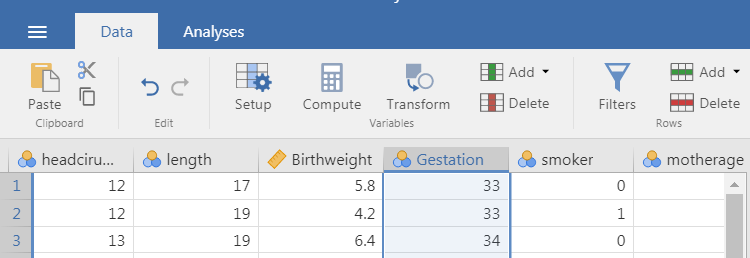 Data Analyses
Paste
Clipboard
Edit
Setup Compute Transform
Add
Delete
Variables
Filters
Add
Delete
Rows
headciru... length Birthweight Gestation smoker motherage
1 12 17 5.8 33 0
2 12 19 4.2 33 1
3 13 19 6.4 34 0